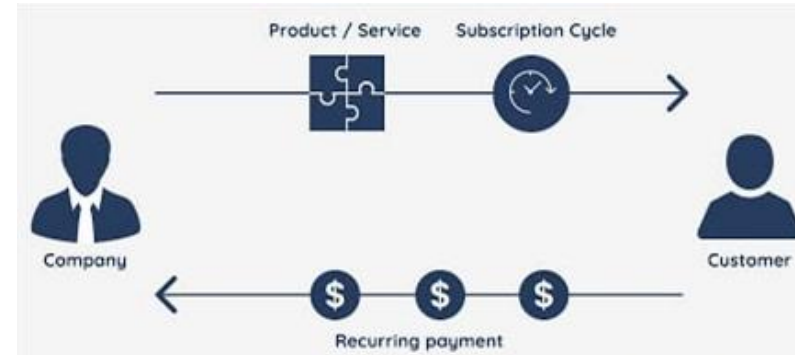 Product / Service
Subscription Cycle
Company
Customer
$ $ $
Recurring payment